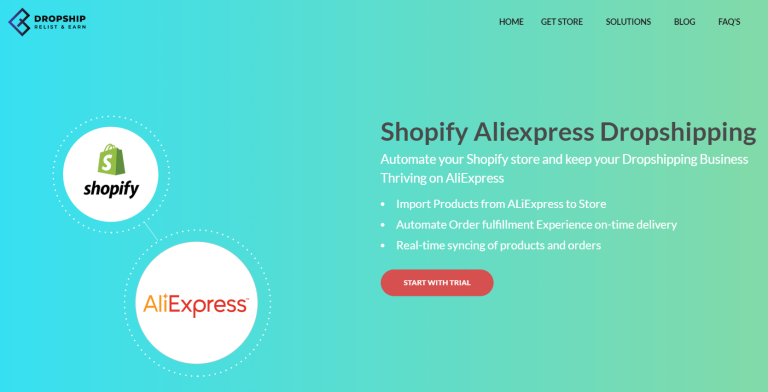 DROPSHIP
RELIST & EARN
HOME GET STORE SOLUTIONS BLOG FAQ'S
Shopify Aliexpress Dropshipping
Automate your Shopify store and keep your Dropshipping Business
Thriving on AliExpress
• Import Products from ALiExpress to Store
• Automate Order fulfillment Experience on-time delivery
• Real-time syncing of products and orders
START WITH TRIAL
shopify
AliExpress™